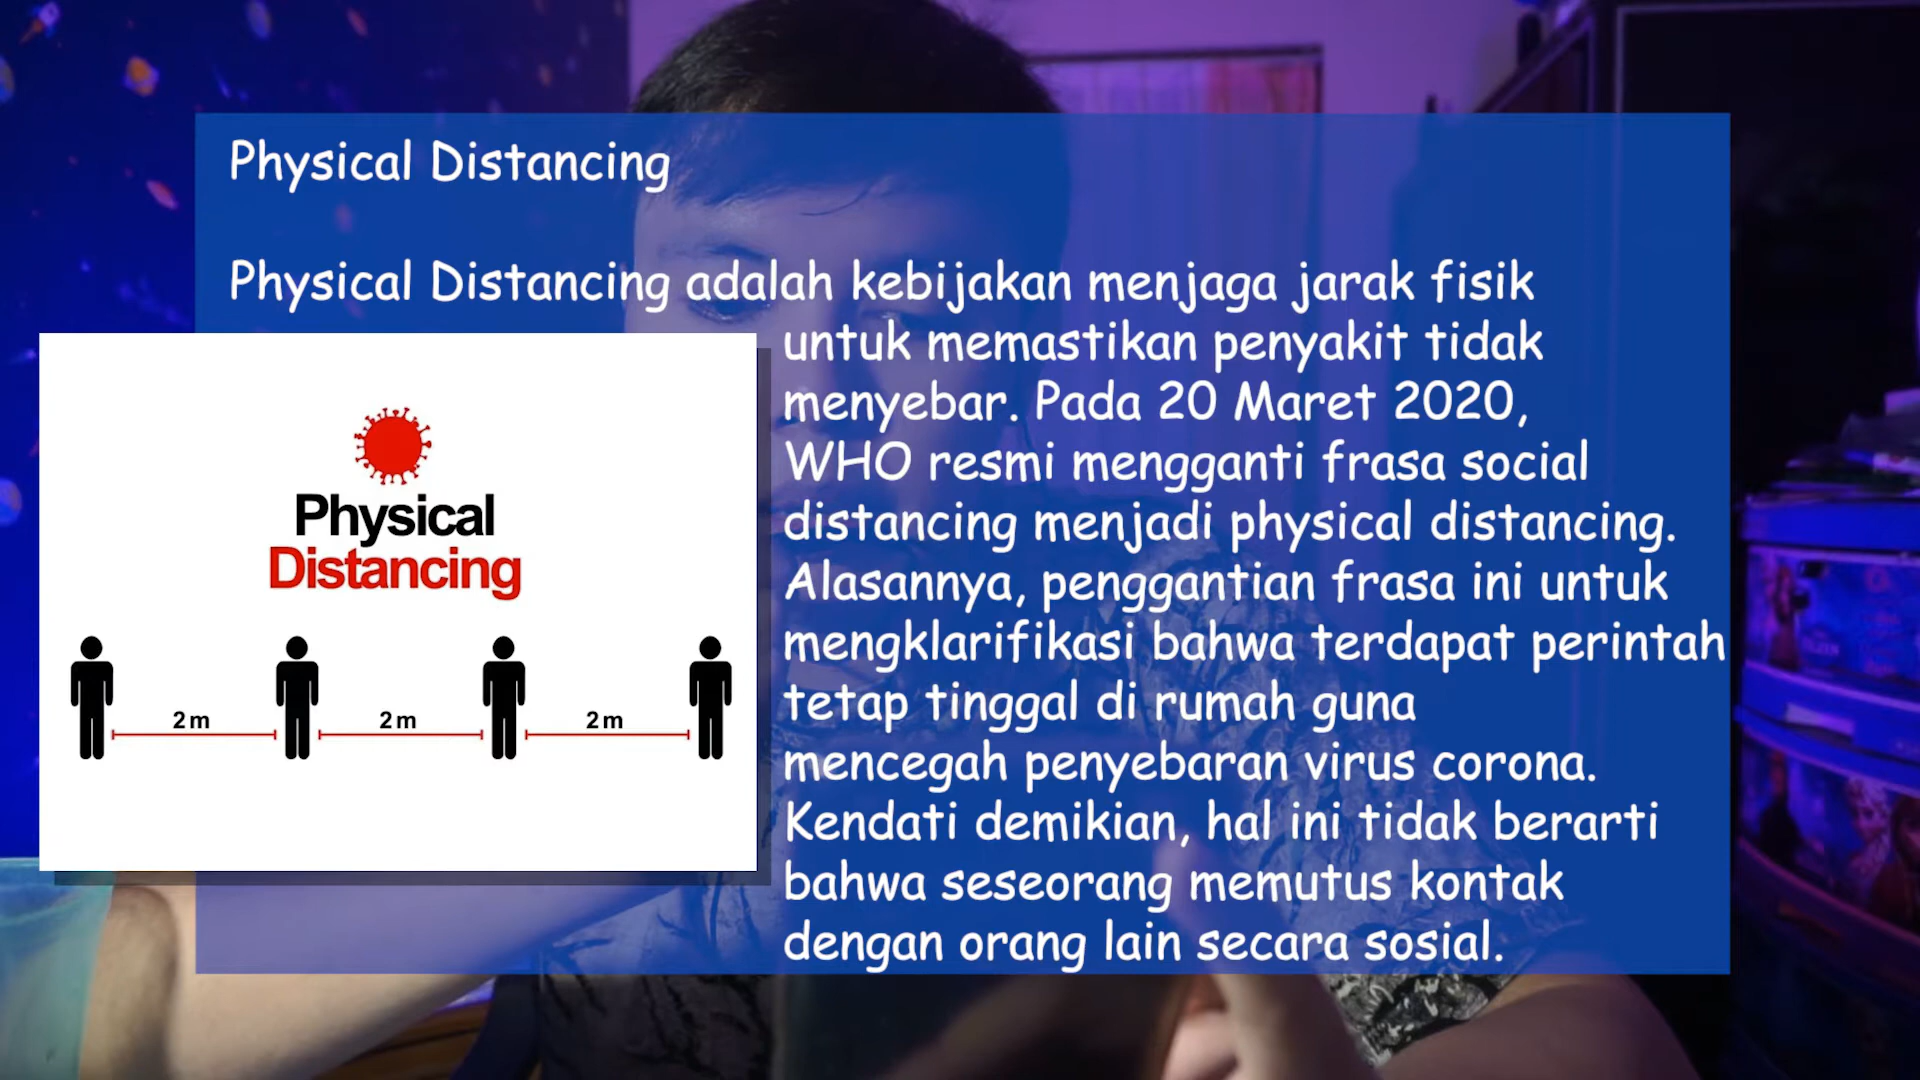 Physical Distancing
Physical Distancing adalah kebijakan menjaga jarak fisik
untuk memastikan penyakit tidak
menyebar. Pada 20 Maret 2020,
WHO resmi mengganti frasa social
distancing menjadi physical distancing.
Alasannya, penggantian frasa ini untuk
mengklarifikasi bahwa terdapat perintah
tetap tinggal di rumah guna
mencegah penyebaran virus corona.
Kendati demikian, hal ini tidak berarti
bahwa seseorang memutus kontak
dengan orang lain secara sosial.
Physical
Distancing
2m 2m 2m